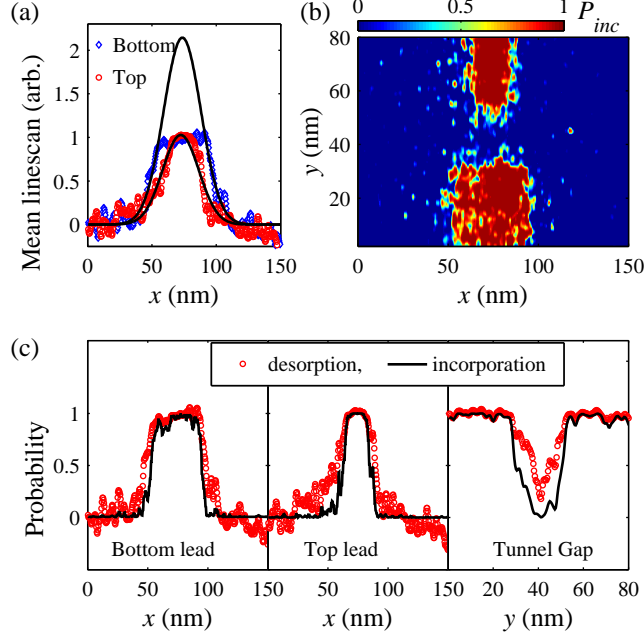 (a)
2
1.5
1
0.5
0
Mean linescan (arb.)
Bottom
Top
0 50 100 150
x (nm)
(b)
0 0.5 1 P_inc
80
60
40
20
y (nm)
0 50 100 150
x (nm)
(c)
desorption, incorporation
1
0.5
0
Probability
Bottom lead Top lead Tunnel Gap
0 50 100 150 50 100 150 0 20 40 60 80
x (nm) x (nm) y (nm)